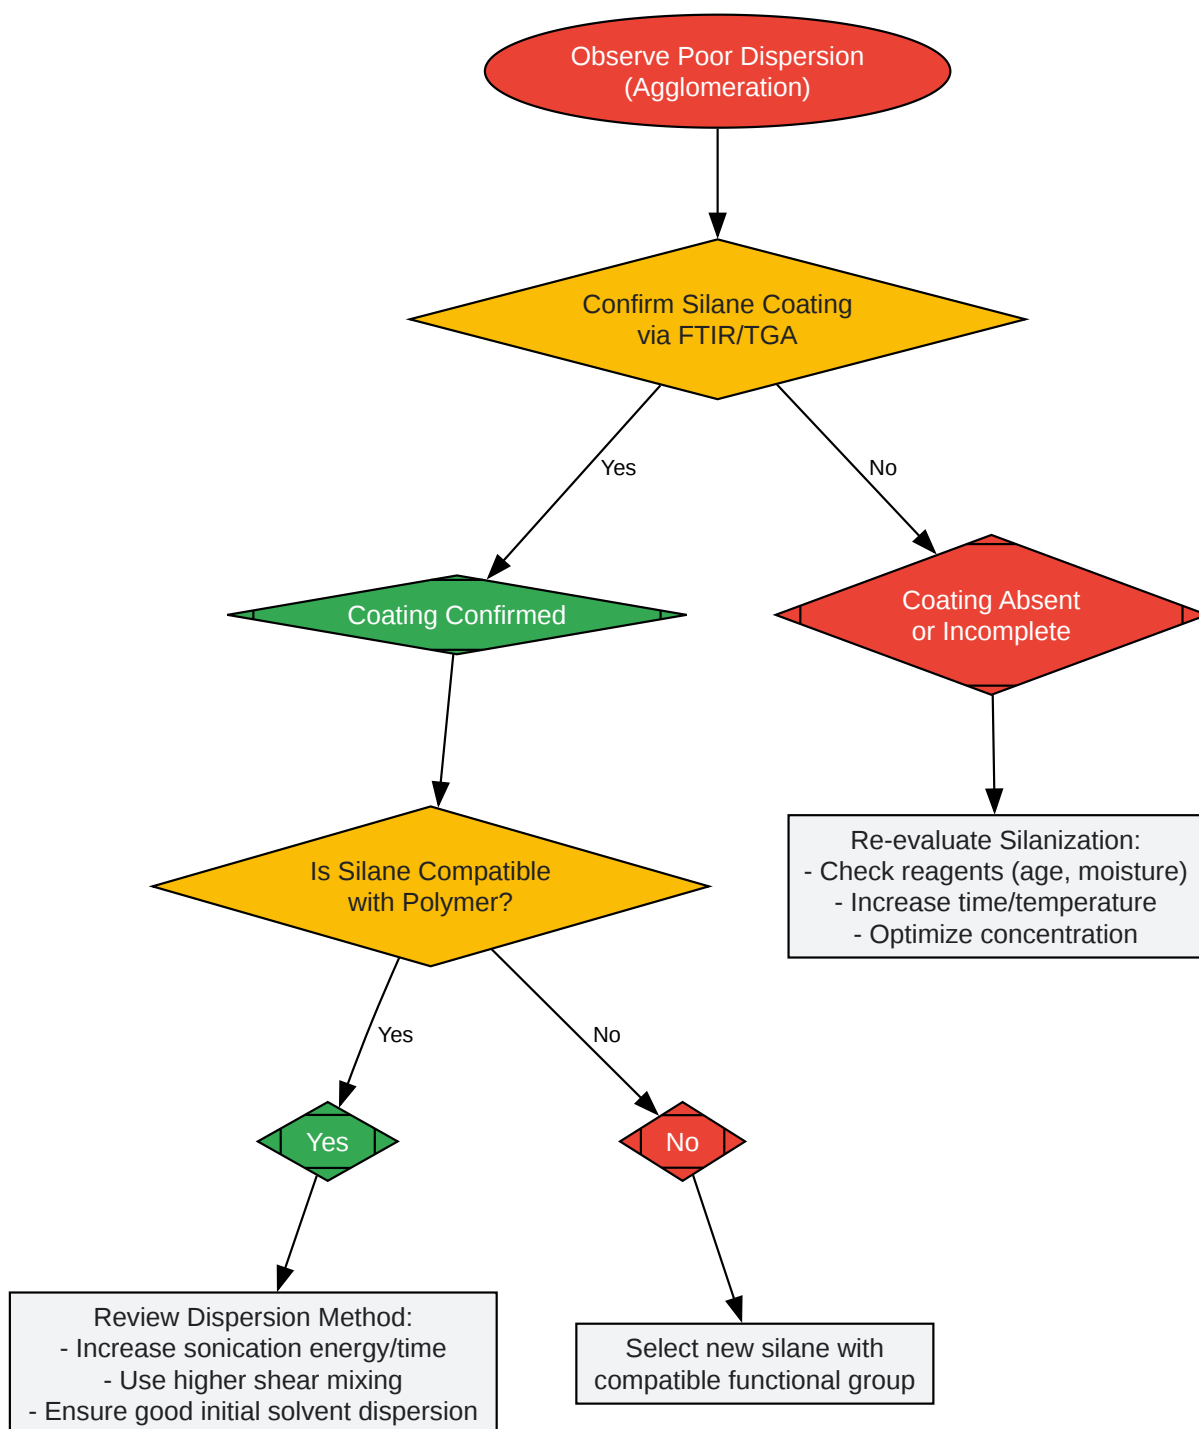 Observe Poor Dispersion
(Agglomeration)
Confirm Silane Coating
via FTIR/TGA
Yes
No
Coating Confirmed
Coating Absent
or Incomplete
Is Silane Compatible
with Polymer?
Re-evaluate Silanization:
- Check reagents (age, moisture)
- Increase time/temperature
- Optimize concentration
Yes
No
Yes
No
Review Dispersion Method:
- Increase sonication energy/time
- Use higher shear mixing
- Ensure good initial solvent dispersion
Select new silane with
compatible functional group